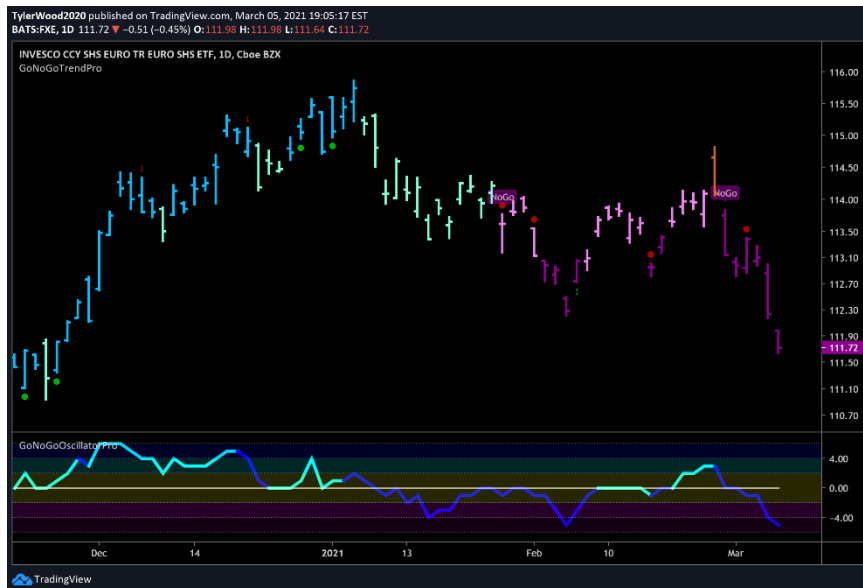 TylerWood2020 published on TradingView.com, March 05, 2021 19:05:17 EST
BATS:FXE, 1D 111.72 ▼ −0.51 (−0.45%) O:111.98 H:111.98 L:111.64 C:111.72
INVESCO CCY SHS EURO TR EURO SHS ETF, 1D, Cboe BZX
GoNoGoTrendPro
116.00
115.50
115.00
114.50
NoGo
NoGo
114.00
113.50
113.10
112.70
112.30
111.90
111.72
111.50
111.10
110.70
GoNoGoOscillatorPro
4.00
0.00
−4.00
Dec 14 2021 13 Feb 10 Mar
TradingView